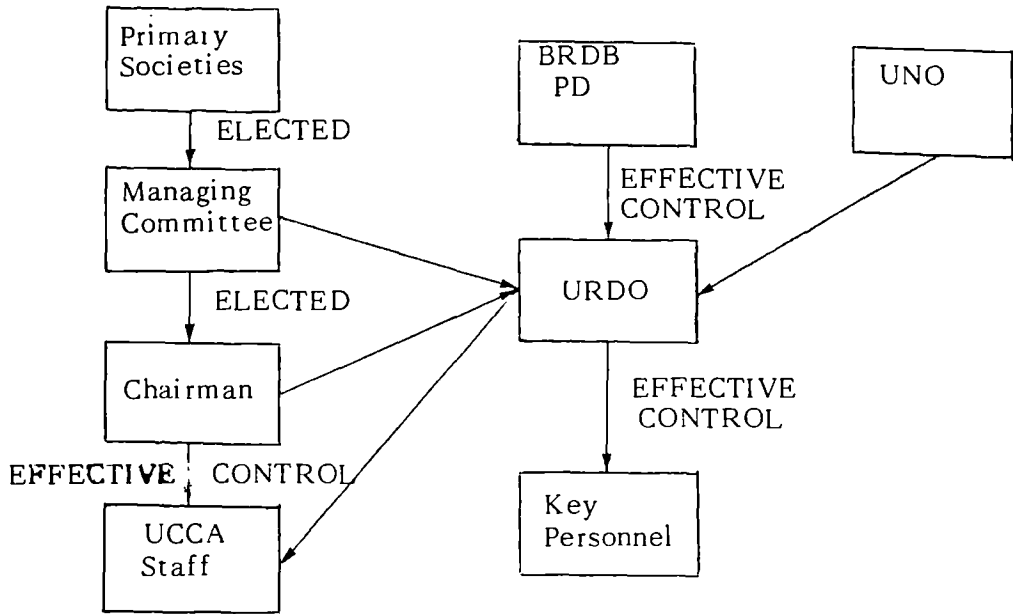 Primary
Societies
ELECTED
Managing
Committee
ELECTED
Chairman
EFFECTIVE CONTROL
UCCA
Staff
BRDB
PD
EFFECTIVE
CONTROL
URDO
EFFECTIVE
CONTROL
Key
Personnel
UNO